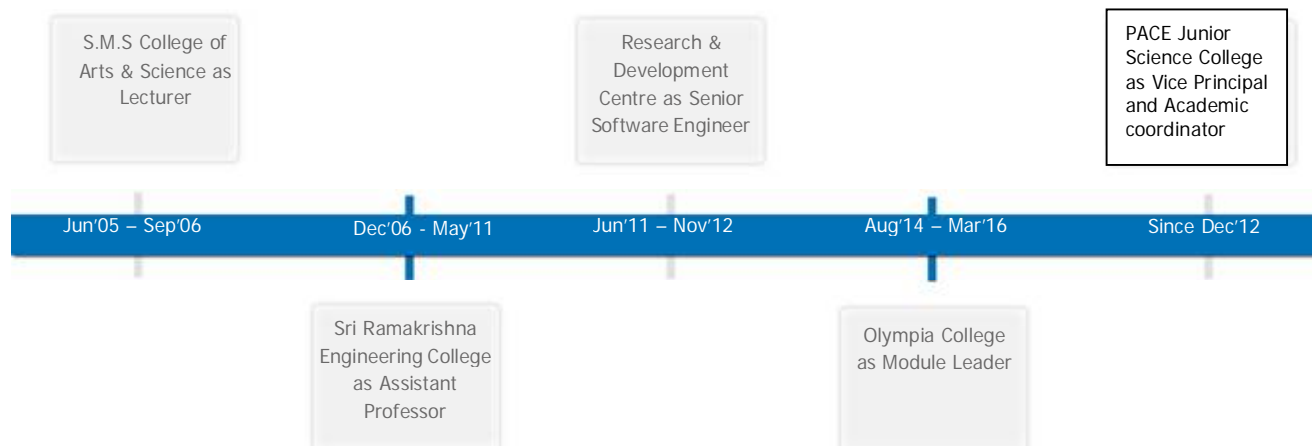 S.M.S College of
Arts & Science as
Lecturer
Research &
Development
Centre as Senior
Software Engineer
PACE Junior
Science College
as Vice Principal
and Academic
coordinator
Jun'05 – Sep'06
Dec'06 - May'11
Jun'11 – Nov'12
Aug'14 – Mar'16
Since Dec'12
Sri Ramakrishna
Engineering College
as Assistant
Professor
Olympia College
as Module Leader